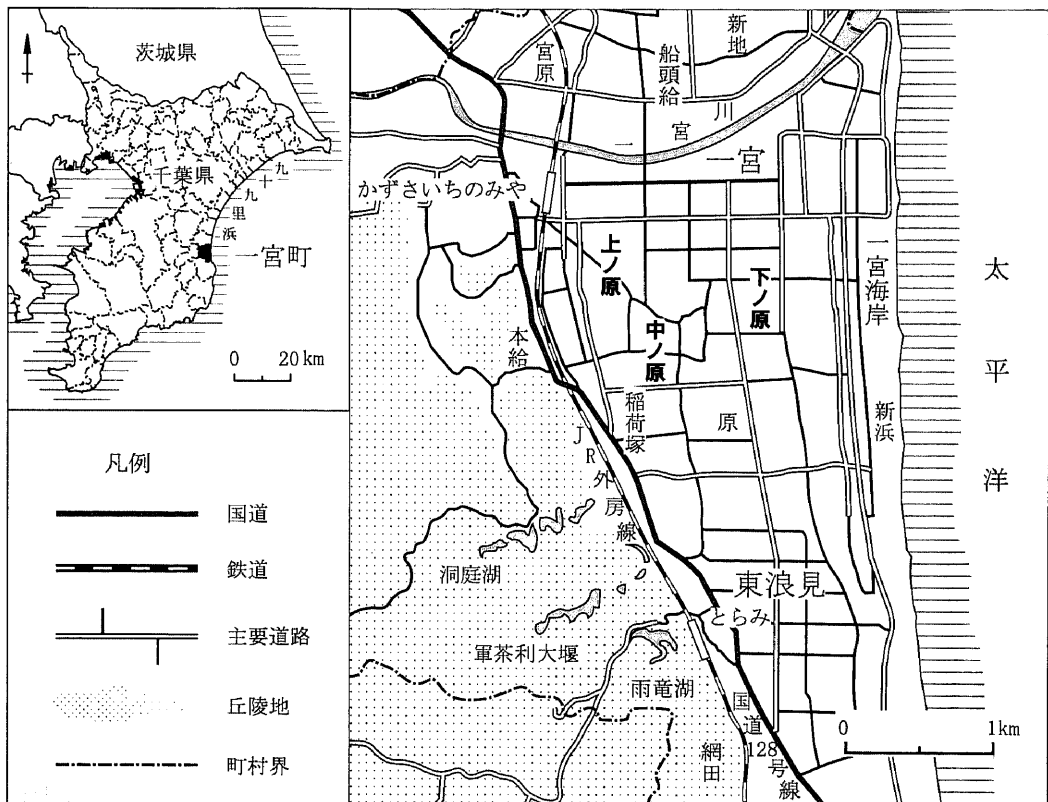 茨城県
千葉県
九十九里浜
一宮町
0 20km
凡例
国道
鉄道
主要道路
丘陵地
町村界
宮原
船頭給
新地
一宮川
一宮
かずさいちのみや
上ノ原
下ノ原
中ノ原
一宮海岸
太平洋
本給
稲荷塚
原
新浜
JR外房線
洞庭湖
東浪見
とらみ
軍茶利大堰
雨竜湖
国道128号線
網田
0 1km